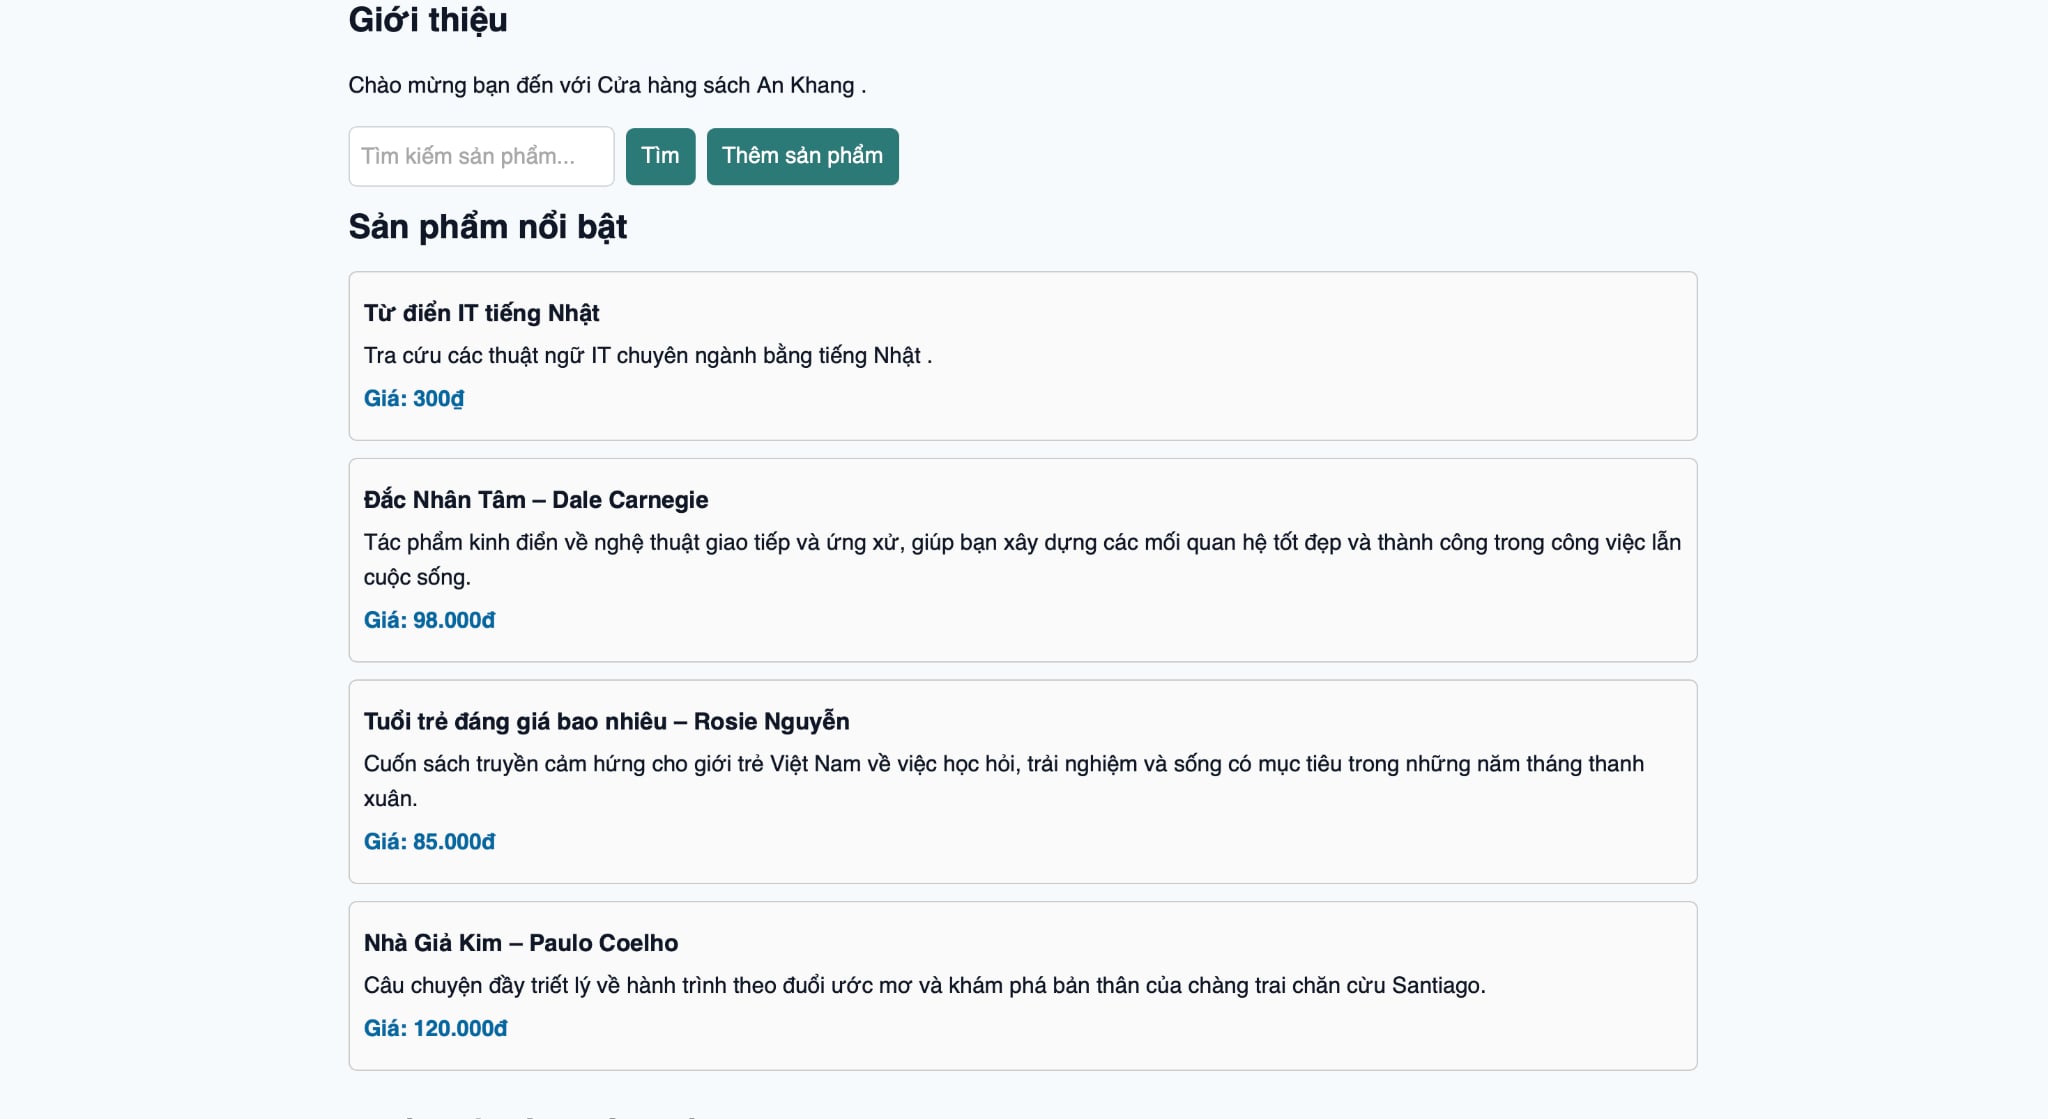 Giới thiệu
Chào mừng bạn đến với Cửa hàng sách An Khang .
Tìm kiếm sản phẩm...
Tìm
Thêm sản phẩm
Sản phẩm nổi bật
Từ điển IT tiếng Nhật
Tra cứu các thuật ngữ IT chuyên ngành bằng tiếng Nhật .
Giá: 300₫
Đắc Nhân Tâm – Dale Carnegie
Tác phẩm kinh điển về nghệ thuật giao tiếp và ứng xử, giúp bạn xây dựng các mối quan hệ tốt đẹp và thành công trong công việc lẫn
cuộc sống.
Giá: 98.000đ
Tuổi trẻ đáng giá bao nhiêu – Rosie Nguyễn
Cuốn sách truyền cảm hứng cho giới trẻ Việt Nam về việc học hỏi, trải nghiệm và sống có mục tiêu trong những năm tháng thanh
xuân.
Giá: 85.000đ
Nhà Giả Kim – Paulo Coelho
Câu chuyện đầy triết lý về hành trình theo đuổi ước mơ và khám phá bản thân của chàng trai chăn cừu Santiago.
Giá: 120.000đ